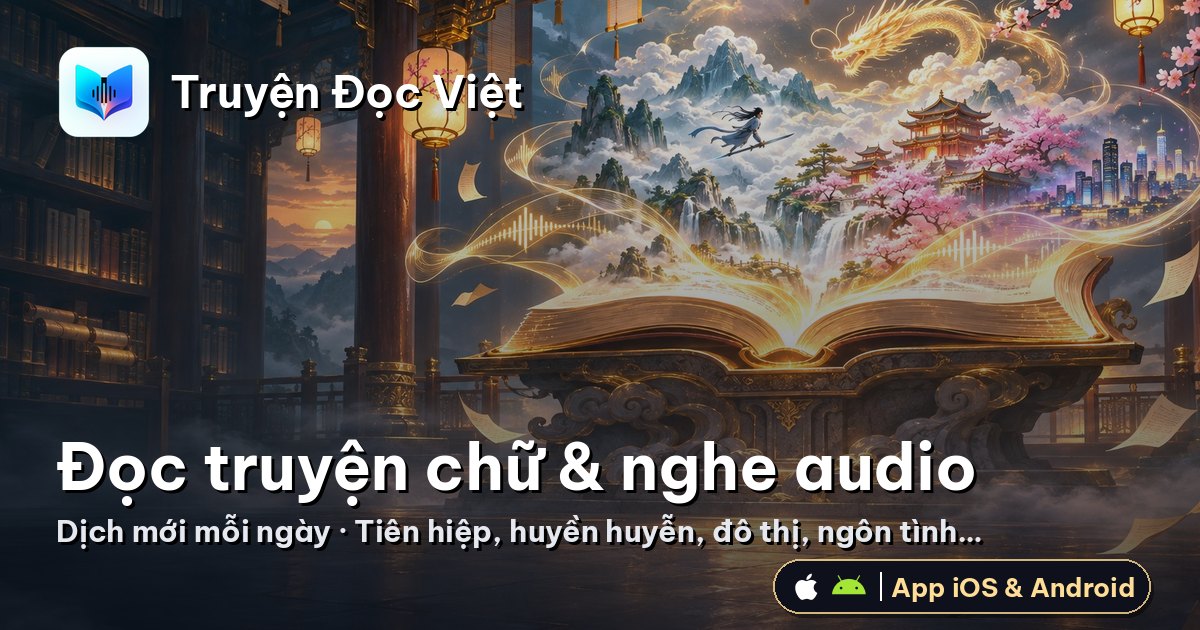 Truyện Đọc Việt
Đọc truyện chữ & nghe audio
Dịch mới mỗi ngày · Tiên hiệp, huyền huyễn, đô thị, ngôn tình...
App iOS & Android